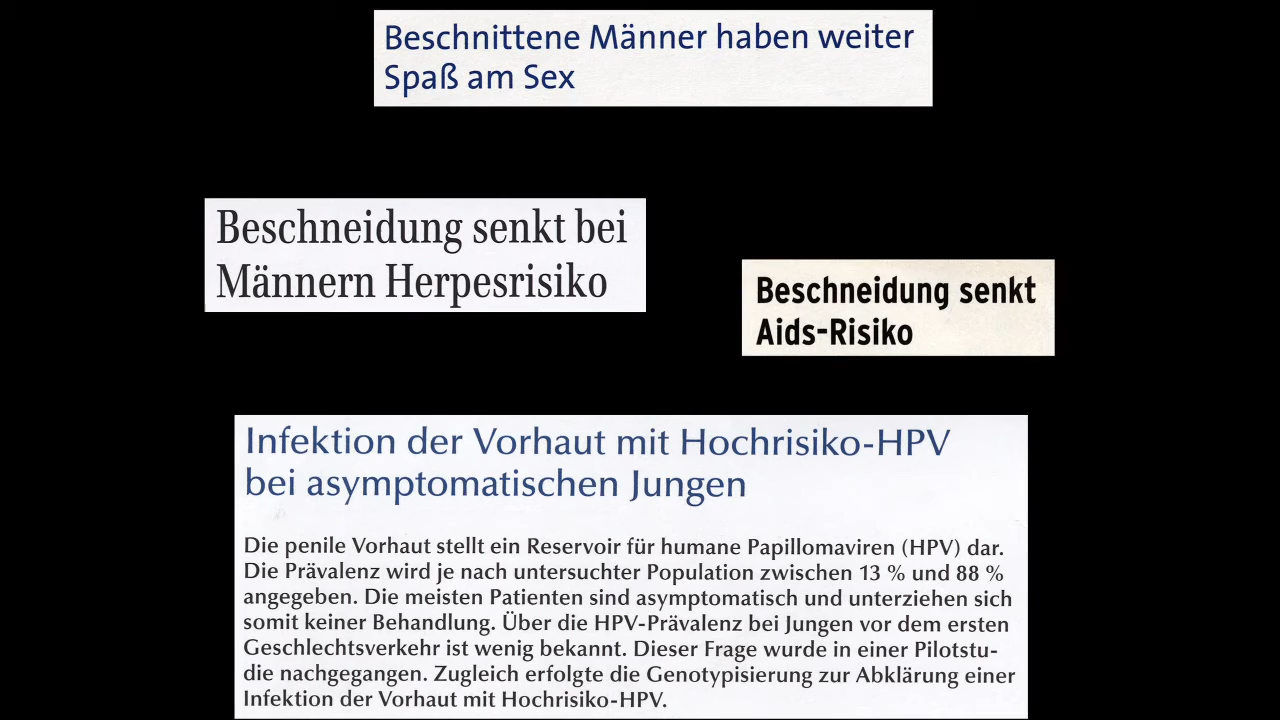 Beschnittene Männer haben weiter
Spaß am Sex
Beschneidung senkt bei
Männern Herpesrisiko
Beschneidung senkt
Aids-Risiko
Infektion der Vorhaut mit Hochrisiko-HPV
bei asymptomatischen Jungen
Die penile Vorhaut stellt ein Reservoir für humane Papillomaviren (HPV) dar.
Die Prävalenz wird je nach untersuchter Population zwischen 13 % und 88 %
angegeben. Die meisten Patienten sind asymptomatisch und unterziehen sich
somit keiner Behandlung. Über die HPV-Prävalenz bei Jungen vor dem ersten
Geschlechtsverkehr ist wenig bekannt. Dieser Frage wurde in einer Pilotstu-
die nachgegangen. Zugleich erfolgte die Genotypisierung zur Abklärung einer
Infektion der Vorhaut mit Hochrisiko-HPV.